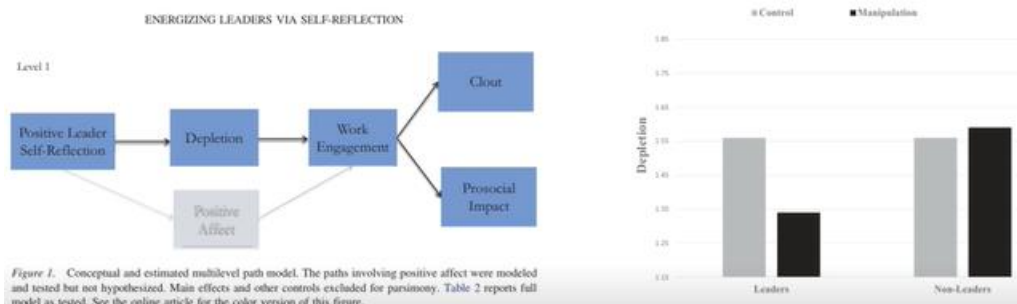 ENERGIZING LEADERS VIA SELF-REFLECTION
Level 1
Positive Leader
Self-Reflection
Depletion
Work
Engagement
Clout
Prosocial
Impact
Positive
Affect
Figure 1. Conceptual and estimated multilevel path model. The paths involving positive affect were modeled
and tested but not hypothesized. Main effects and other controls excluded for parsimony. Table 2 reports full
model as tested. See the online article for the color version of this figure.
Control
Manipulation
Depletion
Leaders
Non-Leaders